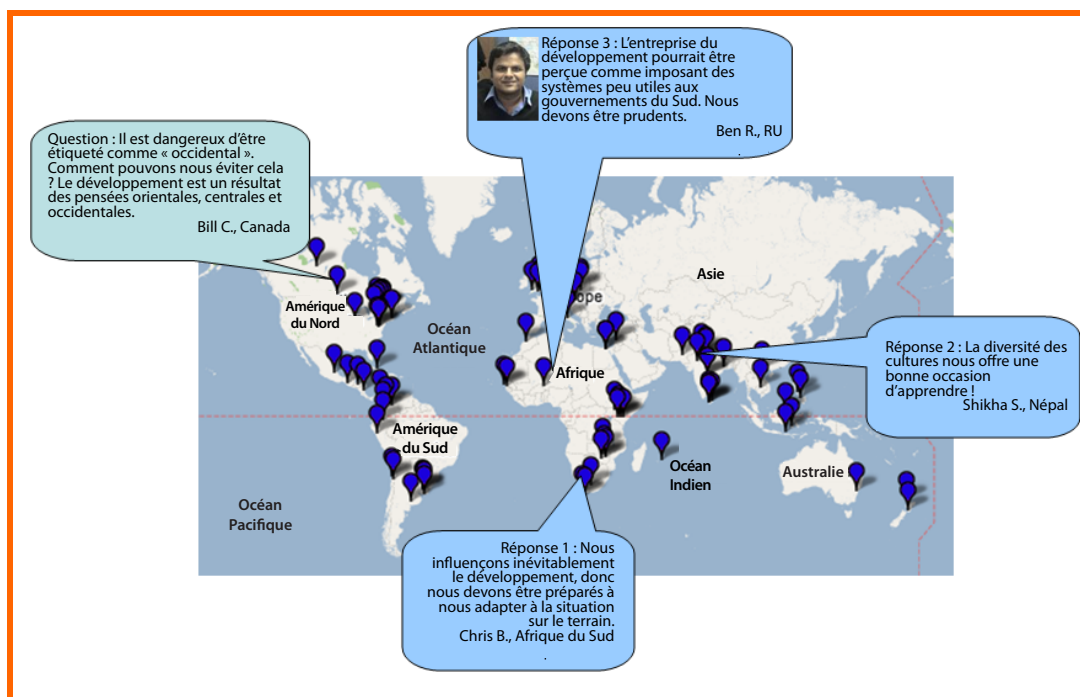 Réponse 3 : L'entreprise du
développement pourrait être
perçue comme imposant des
systèmes peu utiles aux
gouvernements du Sud. Nous
devons être prudents.
Ben R., RU
.
Question : Il est dangereux d'être
étiqueté comme « occidental ».
Comment pouvons nous éviter cela
? Le développement est un résultat
des pensées orientales, centrales et
occidentales.
Bill C., Canada
Asie
Amérique
du Nord
Océan
Atlantique
Afrique
Réponse 2 : La diversité des
cultures nous offre une
bonne occasion
d'apprendre !
Shikha S., Népal
Amérique
du Sud
Océan
Indien
Australie
Océan
Pacifique
Réponse 1 : Nous
influençons inévitablement
le développement, donc
nous devons être préparés à
nous adapter à la situation
sur le terrain.
Chris B., Afrique du Sud
.